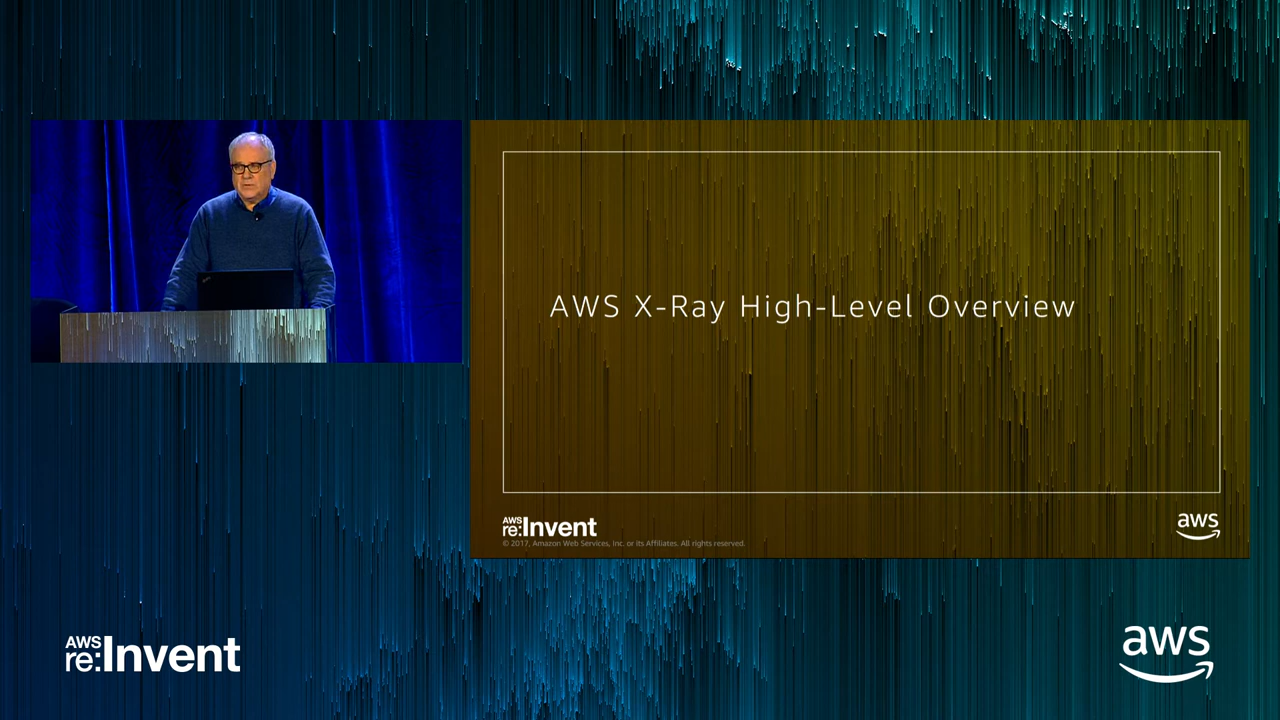 AWS X-Ray High-Level Overview
AWS
re:Invent
© 2017, Amazon Web Services, Inc. or its Affiliates. All rights reserved.
aws
AWS
re:Invent
aws